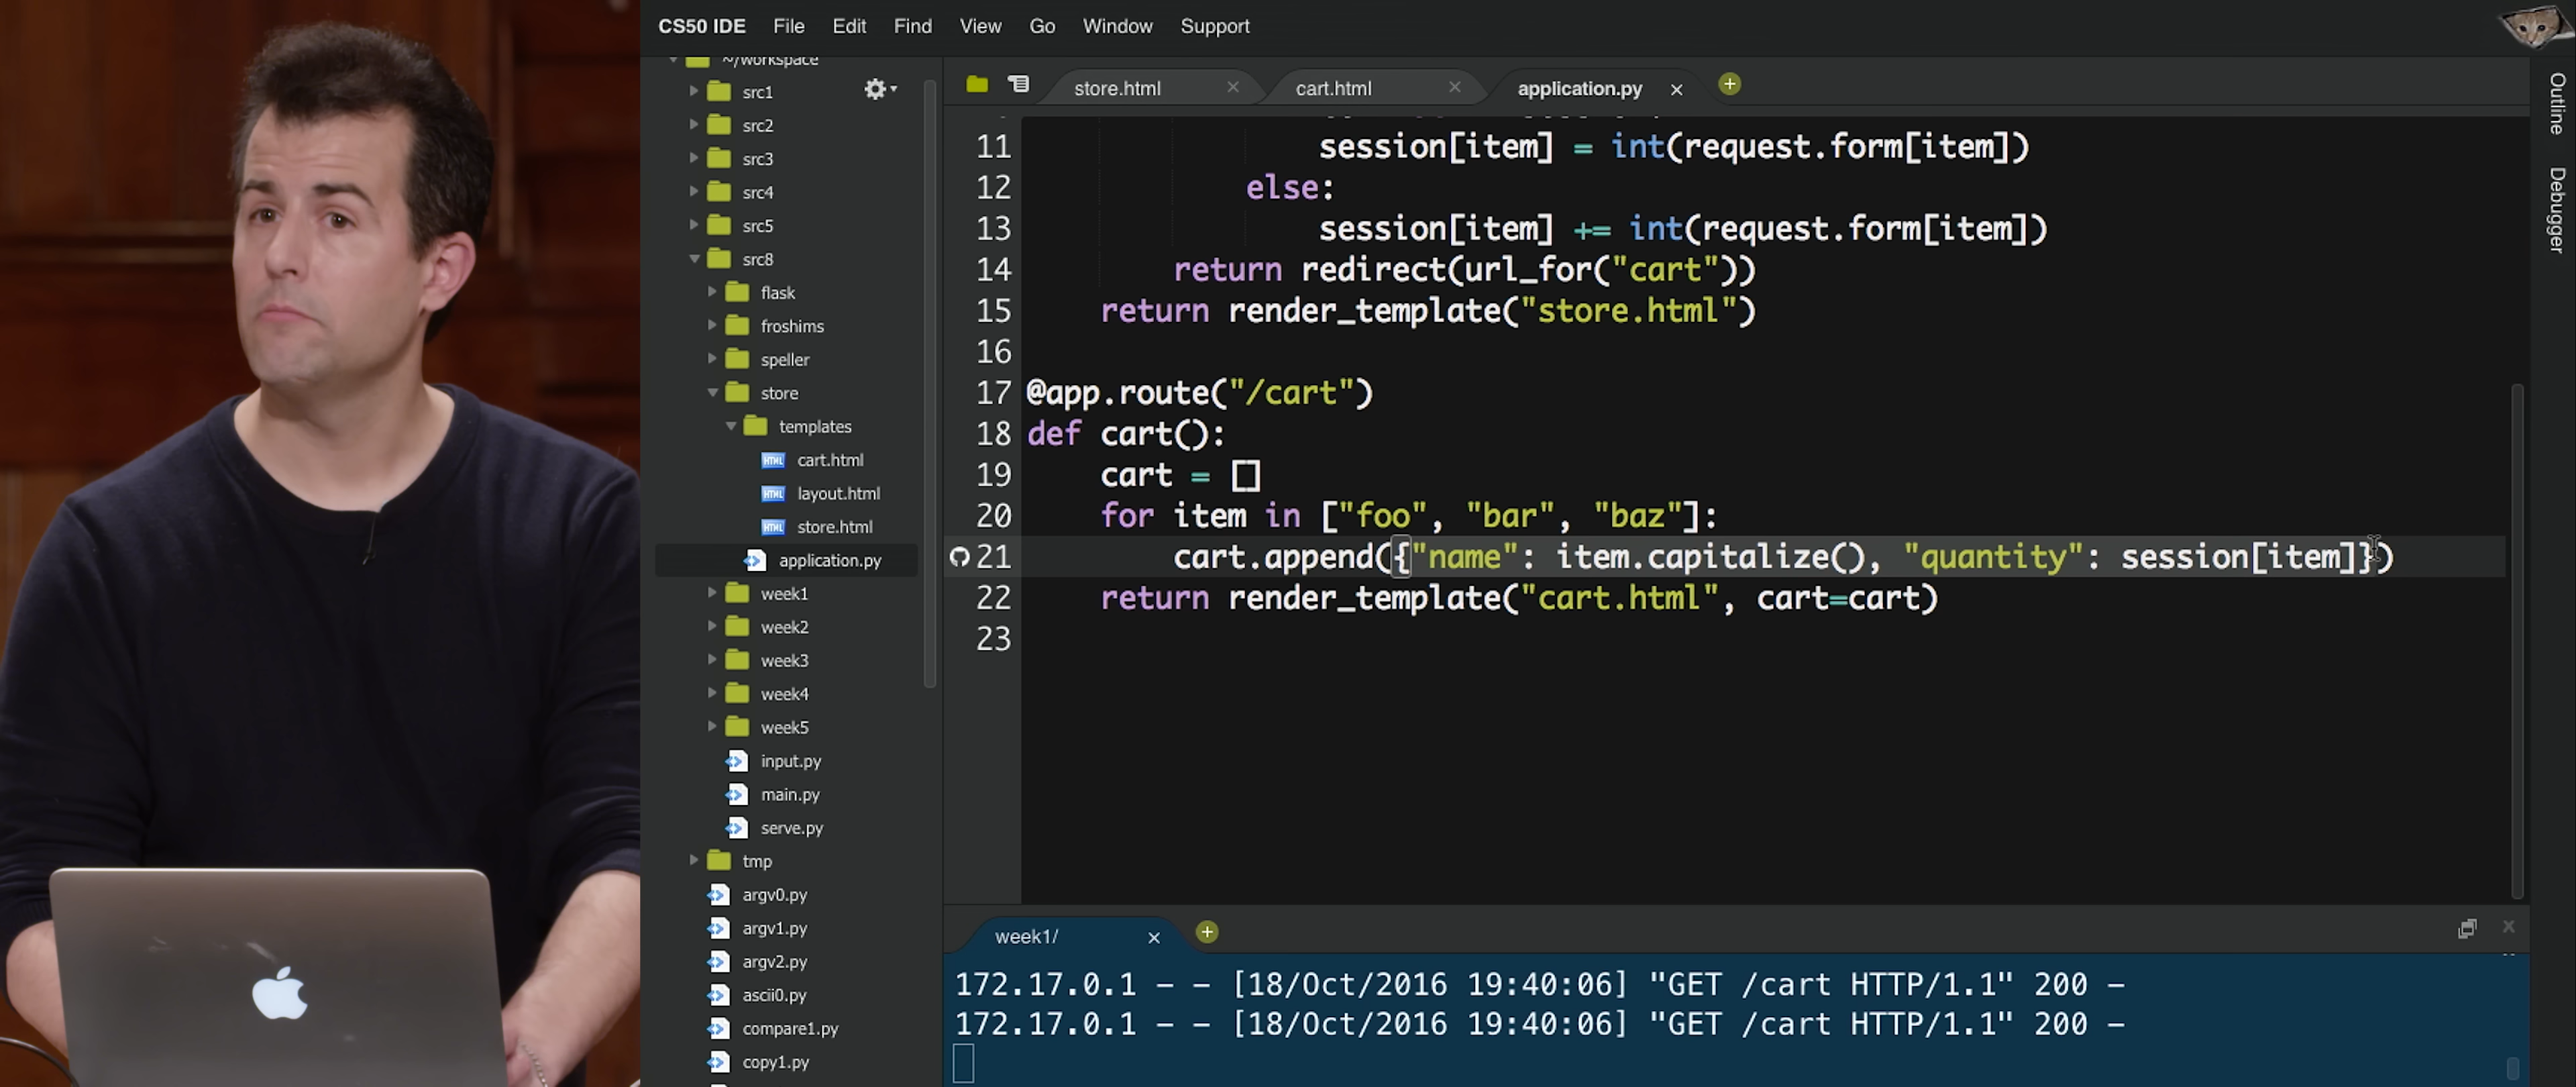 CS50 IDE File Edit Find View Go Window Support
~/workspace
src1
src2
src3
src4
src5
src8
flask
froshims
speller
store
templates
cart.html
layout.html
store.html
application.py
week1
week2
week3
week4
week5
input.py
main.py
serve.py
tmp
argv0.py
argv1.py
argv2.py
ascii0.py
compare1.py
copy1.py
store.html cart.html application.py
11 session[item] = int(request.form[item])
12 else:
13 session[item] += int(request.form[item])
14 return redirect(url_for("cart"))
15 return render_template("store.html")
16
17 @app.route("/cart")
18 def cart():
19 cart = []
20 for item in ["foo", "bar", "baz"]:
21 cart.append({"name": item.capitalize(), "quantity": session[item]})
22 return render_template("cart.html", cart=cart)
23
week1/
172.17.0.1 - - [18/Oct/2016 19:40:06] "GET /cart HTTP/1.1" 200 -
172.17.0.1 - - [18/Oct/2016 19:40:06] "GET /cart HTTP/1.1" 200 -
Outline
Debugger